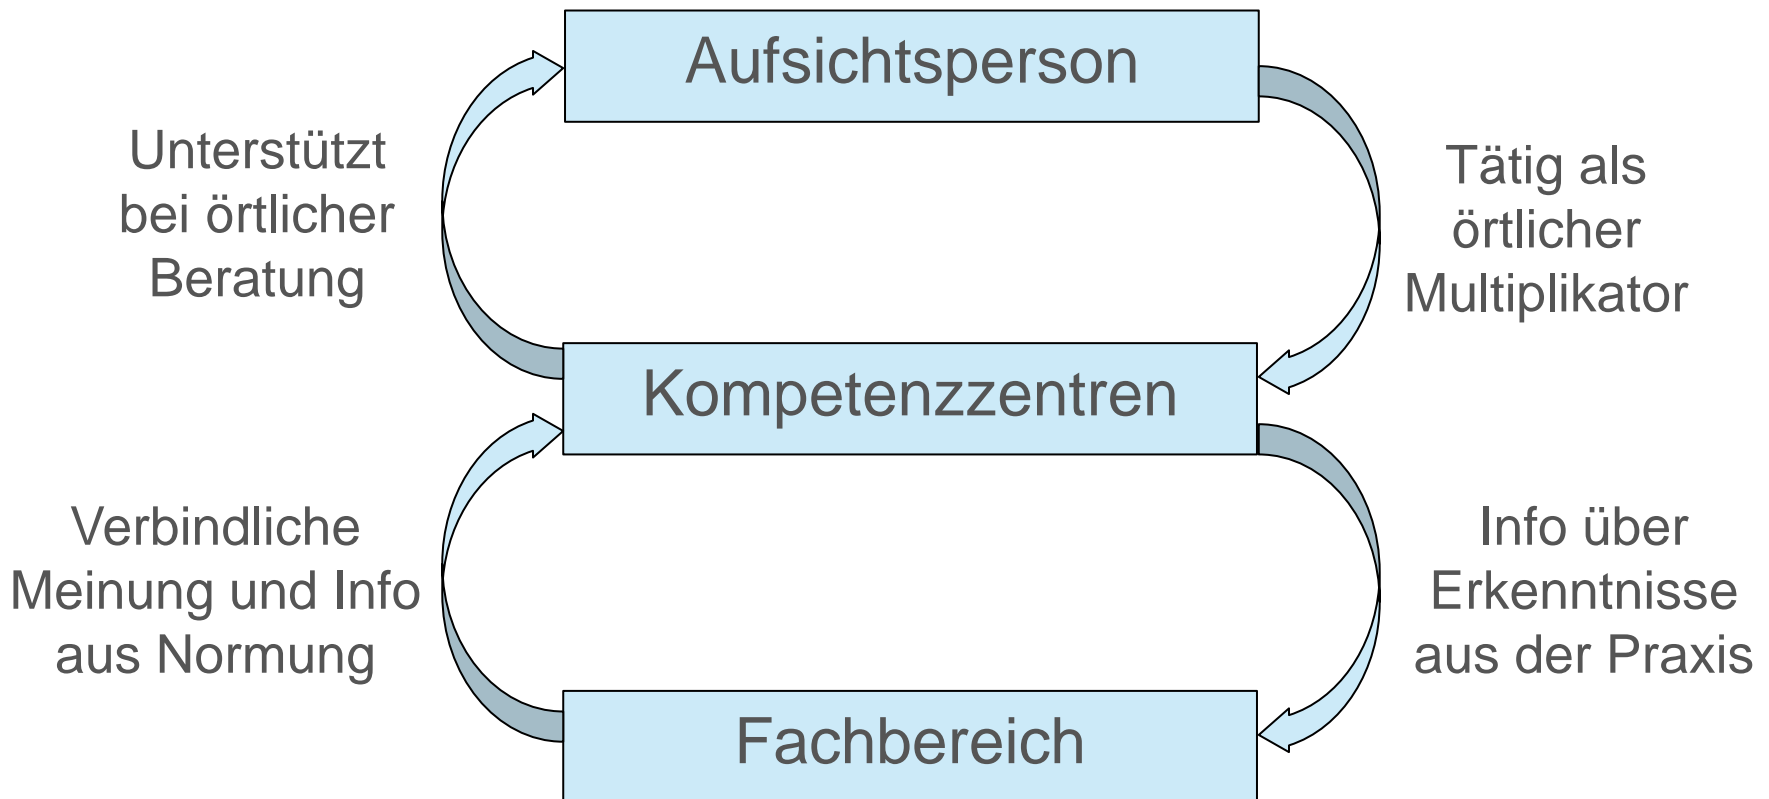 Aufsichtsperson
Unterstützt
bei örtlicher
Beratung
Tätig als
örtlicher
Multiplikator
Kompetenzzentren
Verbindliche
Meinung und Info
aus Normung
Info über
Erkenntnisse
aus der Praxis
Fachbereich